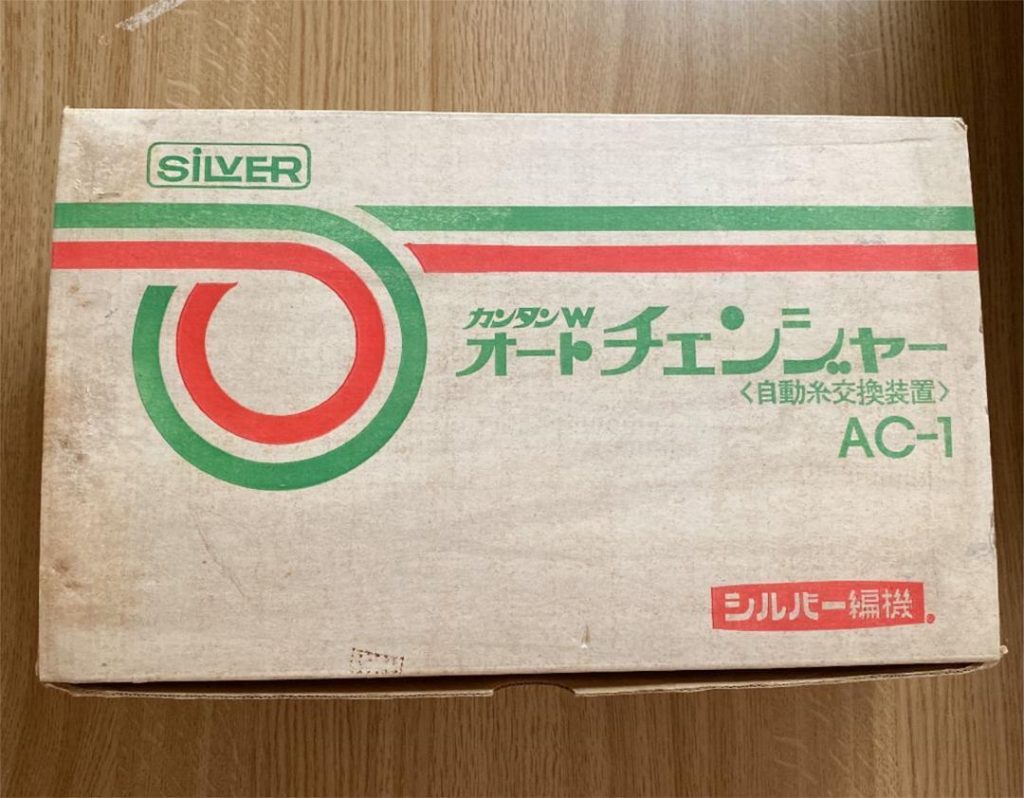 SiLVER
カンタンW
オートチェンジャー
〈自動糸交換装置〉
AC-1
シルバー編機